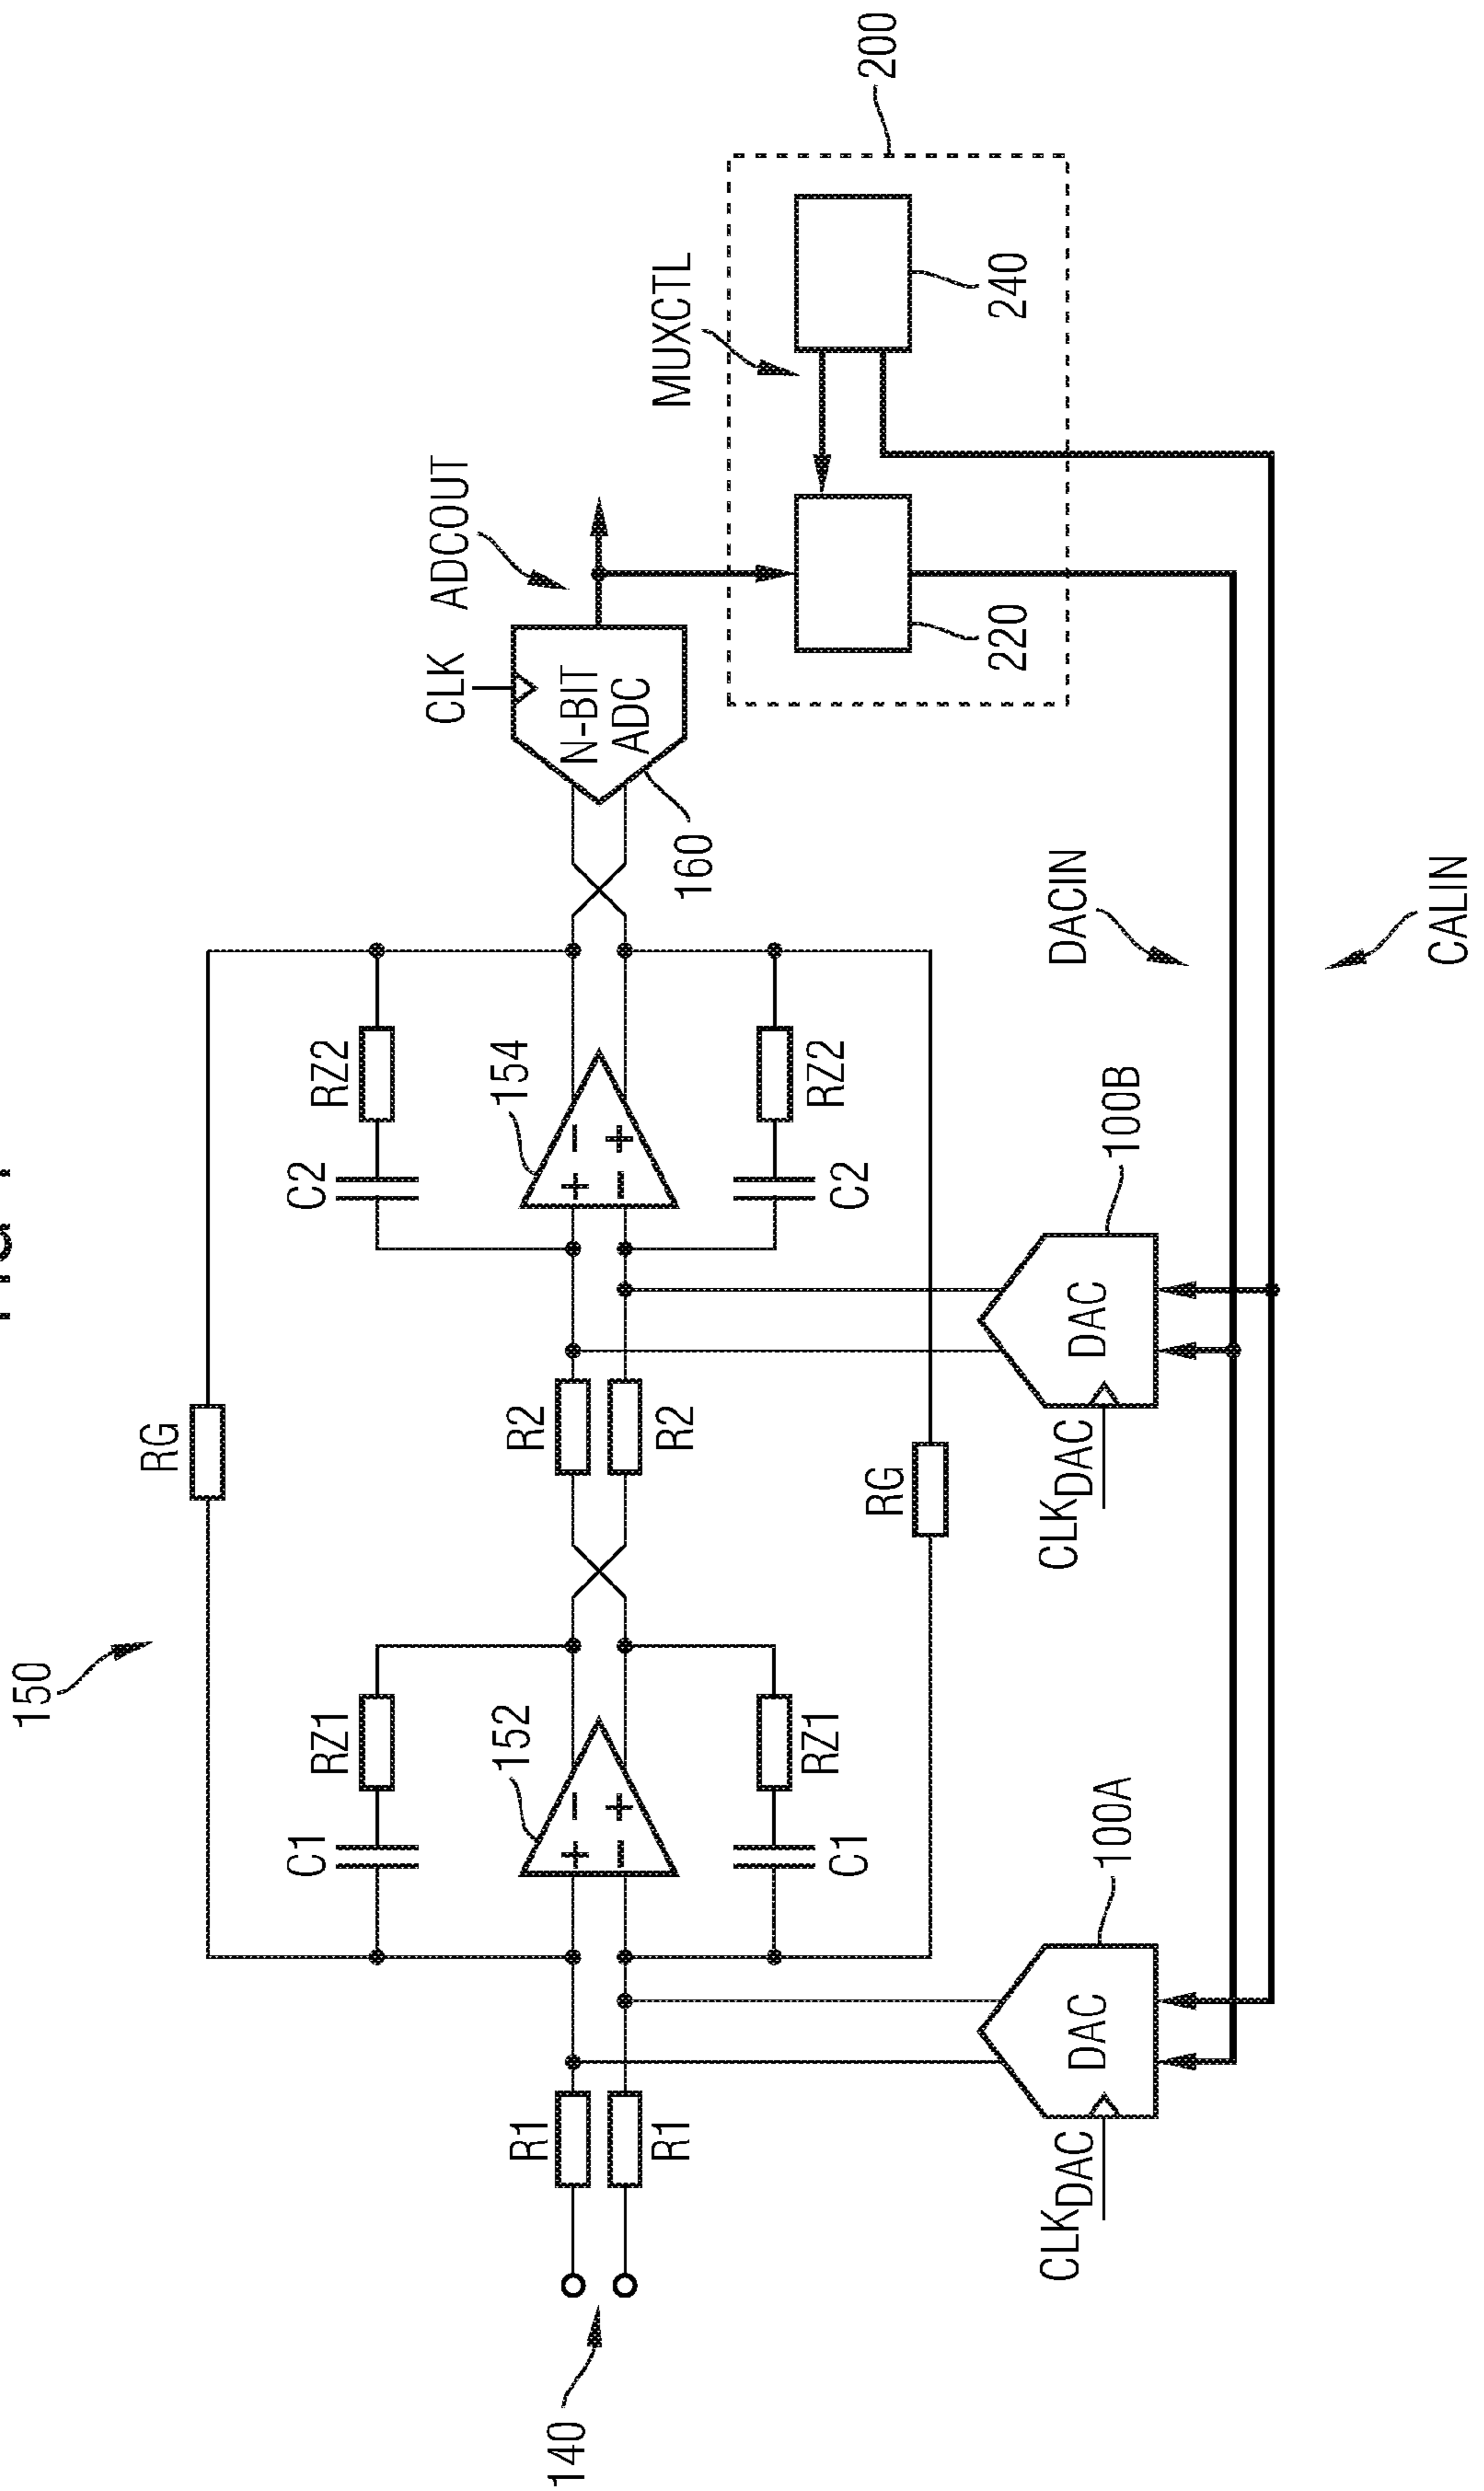 150
RG
C1
RZ1
C2
RZ2
CLK
ADCOUT
R1
152
+ −
− +
R2
154
+ −
− +
140
N-BIT
ADC
R1
R2
160
MUXCTL
C1
RZ1
C2
RZ2
RG
200
220
240
CLKDAC
DAC
100A
CLKDAC
DAC
100B
DACIN
CALIN